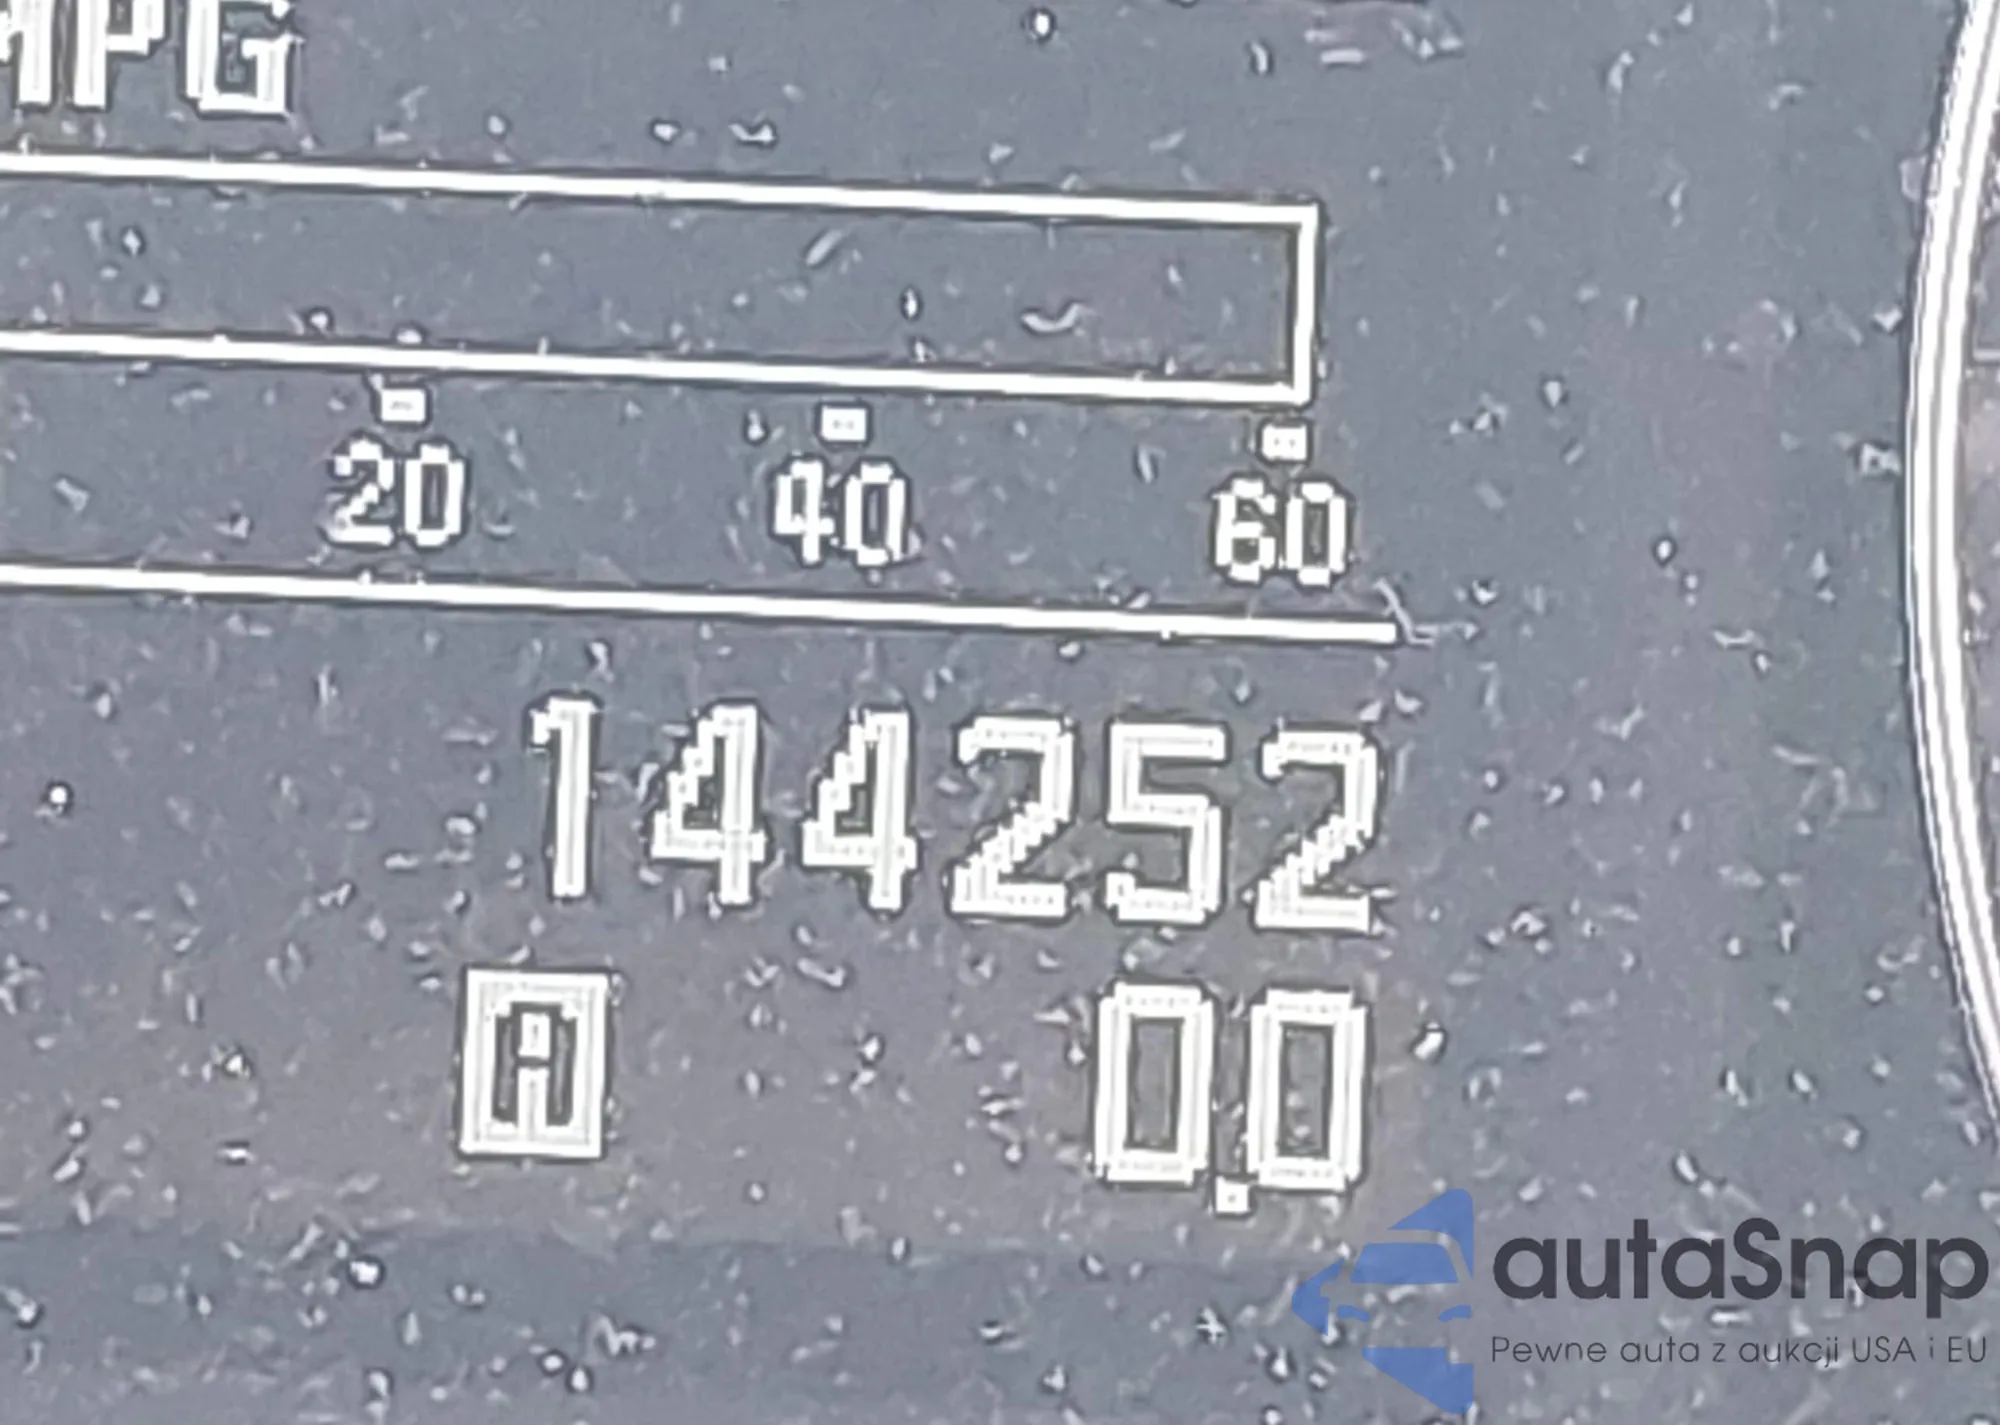 MPG
20 40 60
144252
A 0.0
autaSnap
Pewne auta z aukcji USA i EU